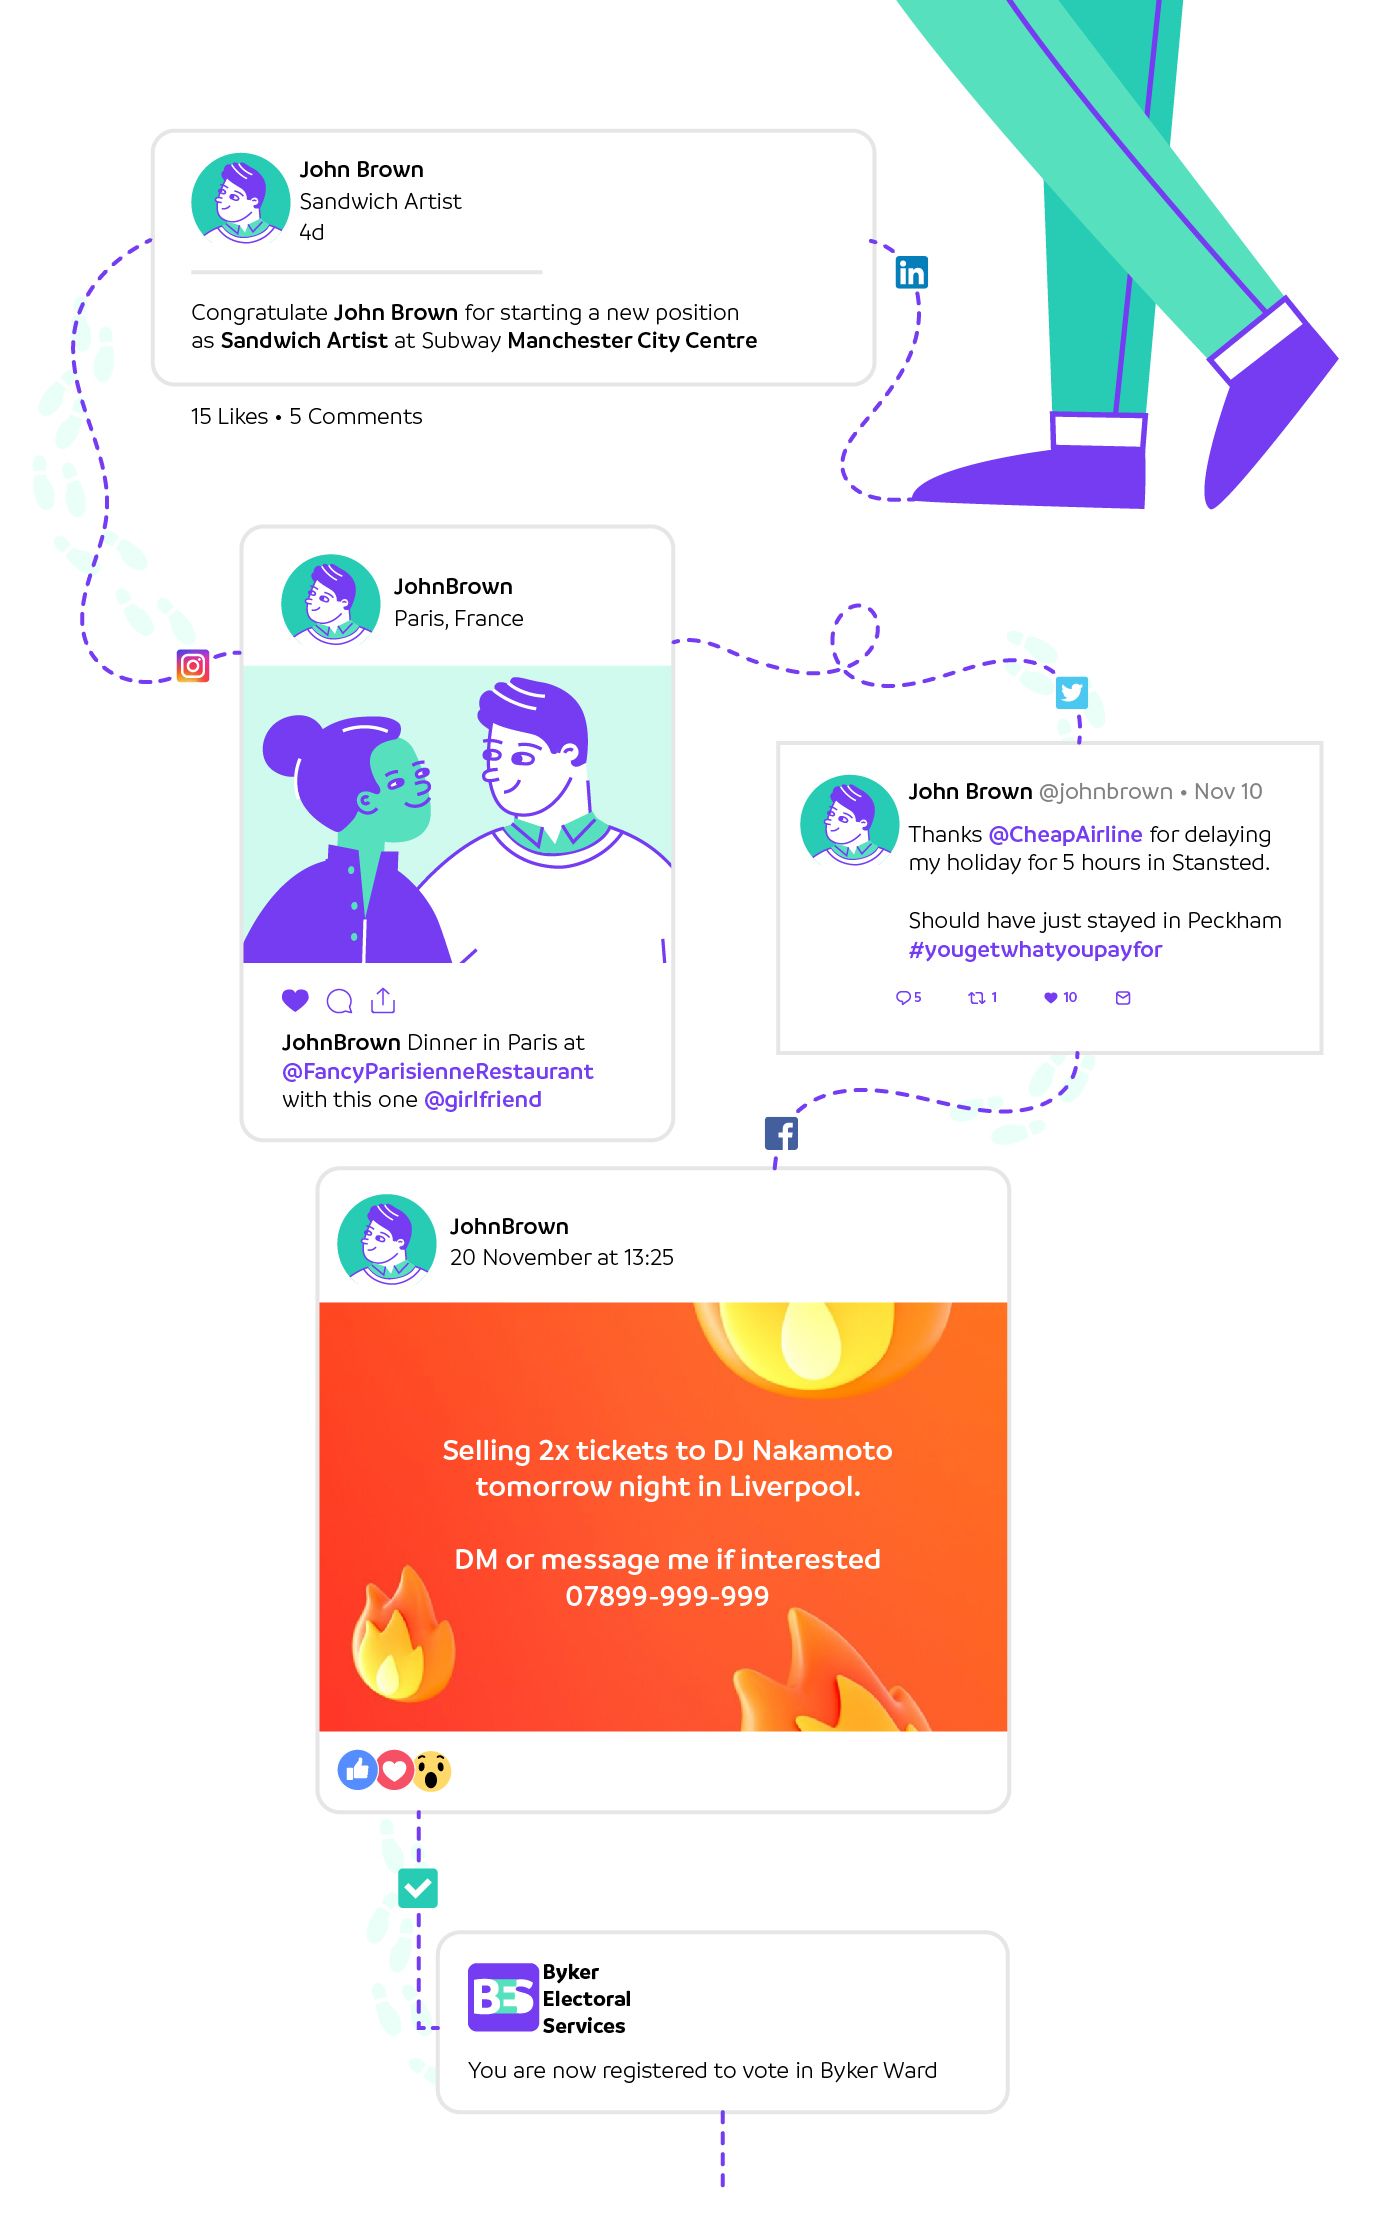 John Brown
Sandwich Artist
4d
in
Congratulate John Brown for starting a new position
as Sandwich Artist at Subway Manchester City Centre
15 Likes • 5 Comments
JohnBrown
Paris, France
JohnBrown Dinner in Paris at
@FancyParisienneRestaurant
with this one @girlfriend
John Brown @johnbrown • Nov 10
Thanks @CheapAirline for delaying
my holiday for 5 hours in Stansted.
Should have just stayed in Peckham
#yougetwhatyoupayfor
5 1 10
f
JohnBrown
20 November at 13:25
Selling 2x tickets to DJ Nakamoto
tomorrow night in Liverpool.
DM or message me if interested
07899-999-999
BES
Byker
Electoral
Services
You are now registered to vote in Byker Ward